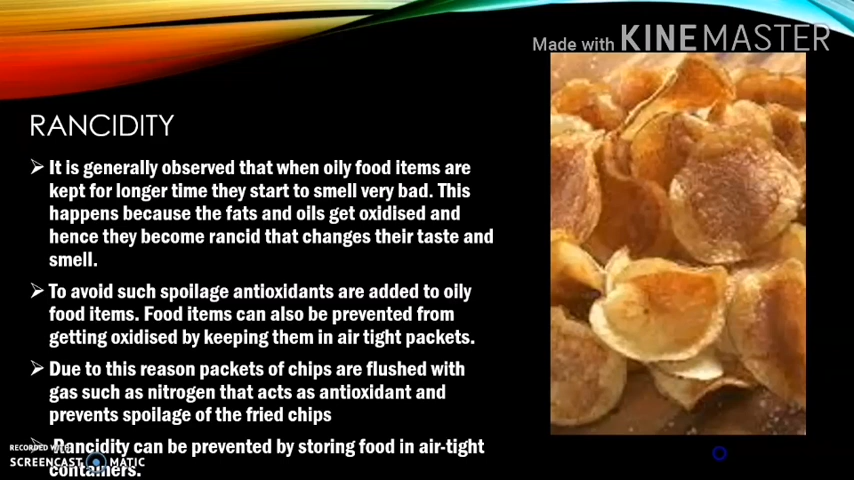 Made with KINEMASTER
RANCIDITY
➢ It is generally observed that when oily food items are
kept for longer time they start to smell very bad. This
happens because the fats and oils get oxidised and
hence they become rancid that changes their taste and
smell.
➢ To avoid such spoilage antioxidants are added to oily
food items. Food items can also be prevented from
getting oxidised by keeping them in air tight packets.
➢ Due to this reason packets of chips are flushed with
gas such as nitrogen that acts as antioxidant and
prevents spoilage of the fried chips
➢ Rancidity can be prevented by storing food in air-tight
containers.
RECORDED WITH
SCREENCAST MATIC